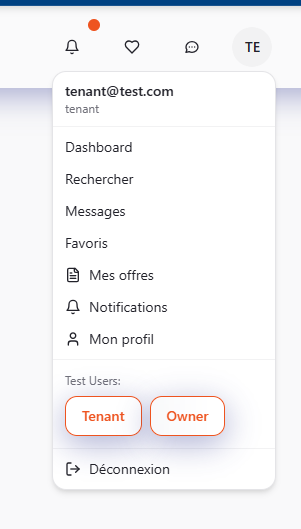 TE
tenant@test.com
tenant
Dashboard
Rechercher
Messages
Favoris
Mes offres
Notifications
Mon profil
Test Users:
Tenant Owner
Déconnexion